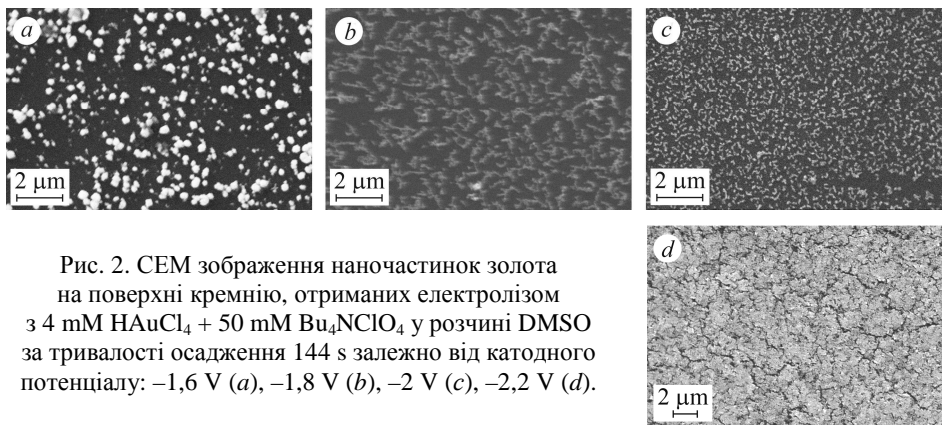 a
b
c
2 μm
2 μm
2 μm
d
Рис. 2. СЕМ зображення наночастинок золота
на поверхні кремнію, отриманих електролізом
з 4 mM HAuCl₄ + 50 mM Bu₄NClO₄ у розчині DMSO
за тривалості осадження 144 s залежно від катодного
потенціалу: –1,6 V (a), –1,8 V (b), –2 V (c), –2,2 V (d).
2 μm